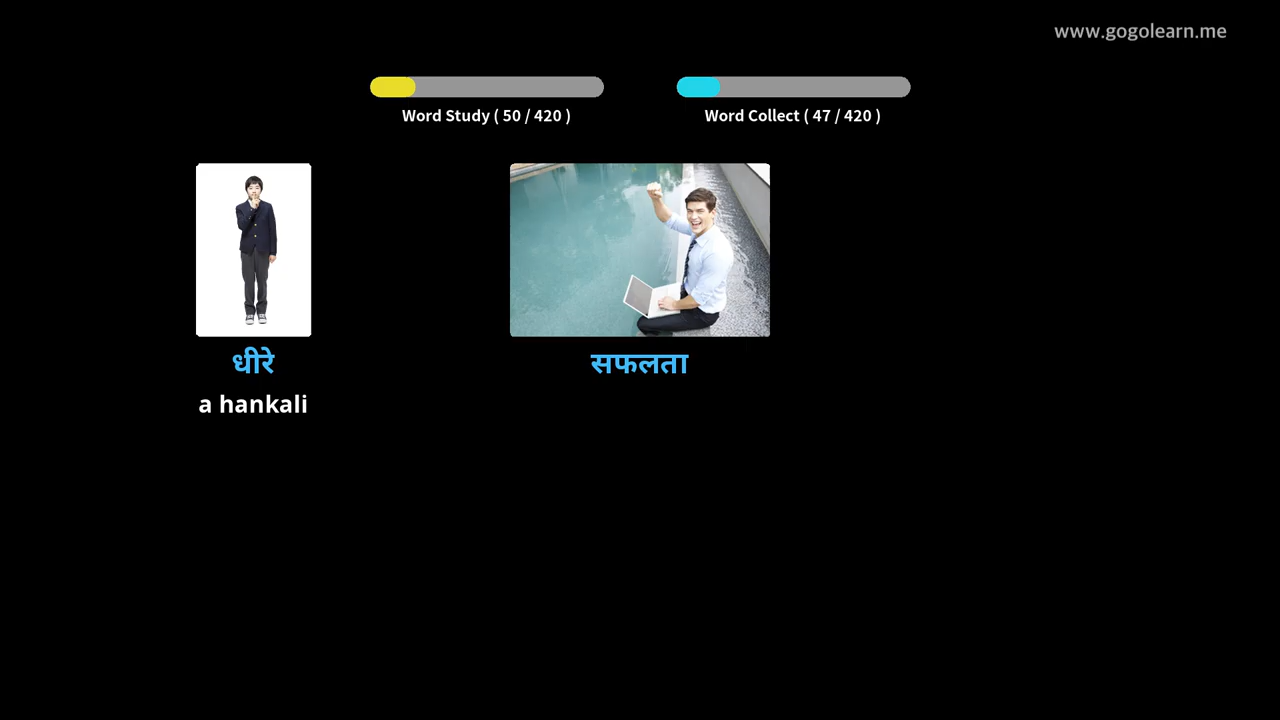 www.gogolearn.me
Word Study ( 50 / 420 )
Word Collect ( 47 / 420 )
धीरे
सफलता
a hankali